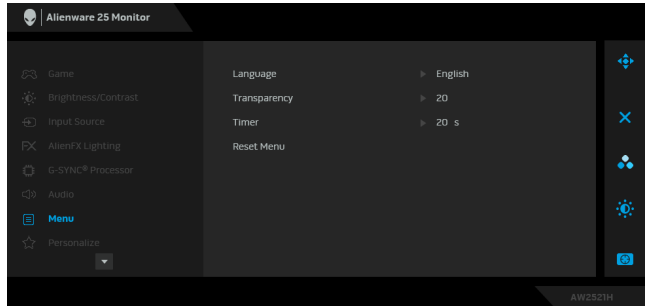 Alienware 25 Monitor
Game
Brightness/Contrast
Input Source
FX AlienFX Lighting
G-SYNC® Processor
Audio
Menu
Personalize
Language English
Transparency 20
Timer 20 s
Reset Menu
AW2521H